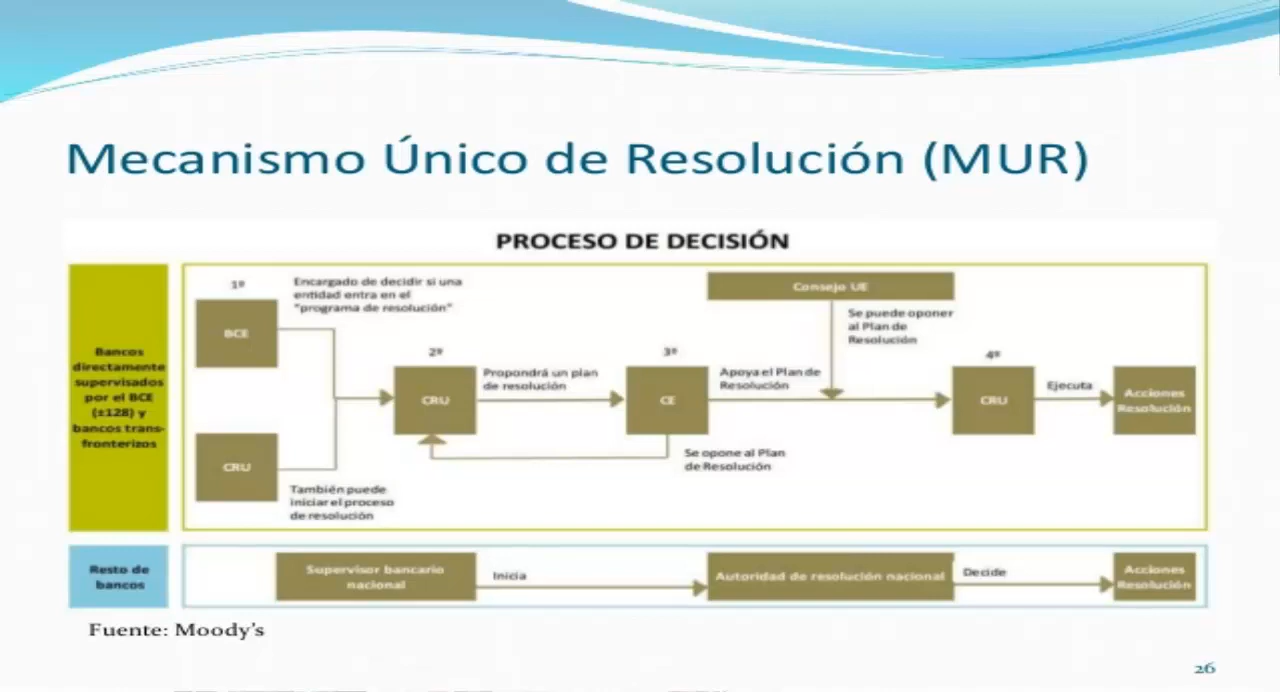 Mecanismo Único de Resolución (MUR)
PROCESO DE DECISIÓN
Bancos
directamente
supervisados
por el BCE
(±128) y
bancos trans-
fronterizos
1º
BCE
Encargado de decidir si una
entidad entra en el
"programa de resolución"
CRU
También puede
iniciar el proceso
de resolución
2º
CRU
Propondrá un plan
de resolución
3º
CE
Apoya el Plan de
Resolución
Se opone al Plan
de Resolución
Consejo UE
Se puede oponer
al Plan de
Resolución
4º
CRU
Ejecuta
Acciones
Resolución
Resto de
bancos
Supervisor bancario
nacional
Inicia
Autoridad de resolución nacional
Decide
Acciones
Resolución
Fuente: Moody's
26